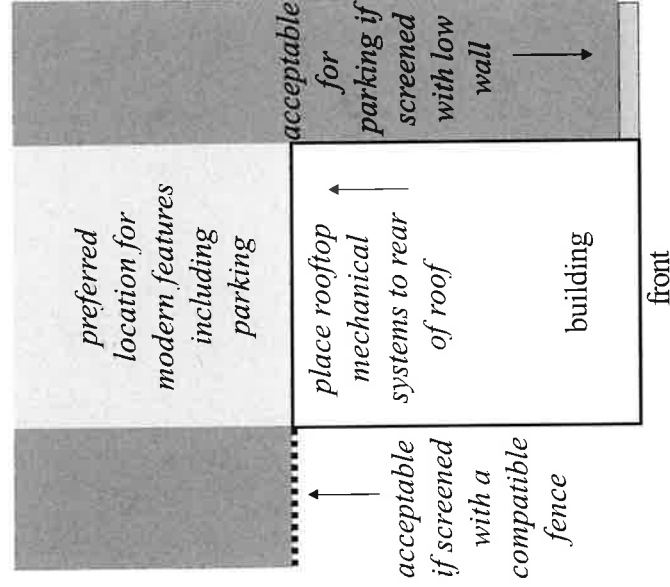 preferred
location for
modern features
including
parking
acceptable
for
parking if
screened
with low
wall
place rooftop
mechanical
systems to rear
of roof
building
acceptable
if screened
with a
compatible
fence
front